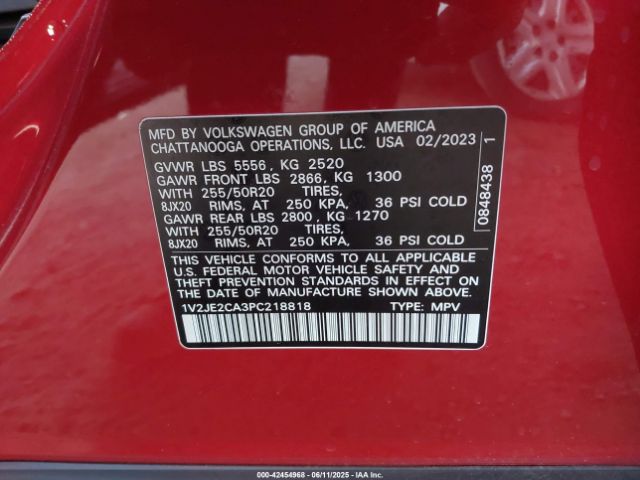 MFD BY VOLKSWAGEN GROUP OF AMERICA
CHATTANOOGA OPERATIONS, LLC. USA 02/2023
GVWR LBS 5556, KG 2520
GAWR FRONT LBS 2866, KG 1300
WITH 255/50R20 TIRES,
8JX20 RIMS, AT 250 KPA, 36 PSI COLD
GAWR REAR LBS 2800, KG 1270
WITH 255/50R20 TIRES,
8JX20 RIMS, AT 250 KPA, 36 PSI COLD
THIS VEHICLE CONFORMS TO ALL APPLICABLE
U.S. FEDERAL MOTOR VEHICLE SAFETY AND
THEFT PREVENTION STANDARDS IN EFFECT ON
THE DATE OF MANUFACTURE SHOWN ABOVE.
1V2JE2CA3PC218818 TYPE: MPV
0848438 1
000-42454968 - 06/11/2025 - IAAI.com